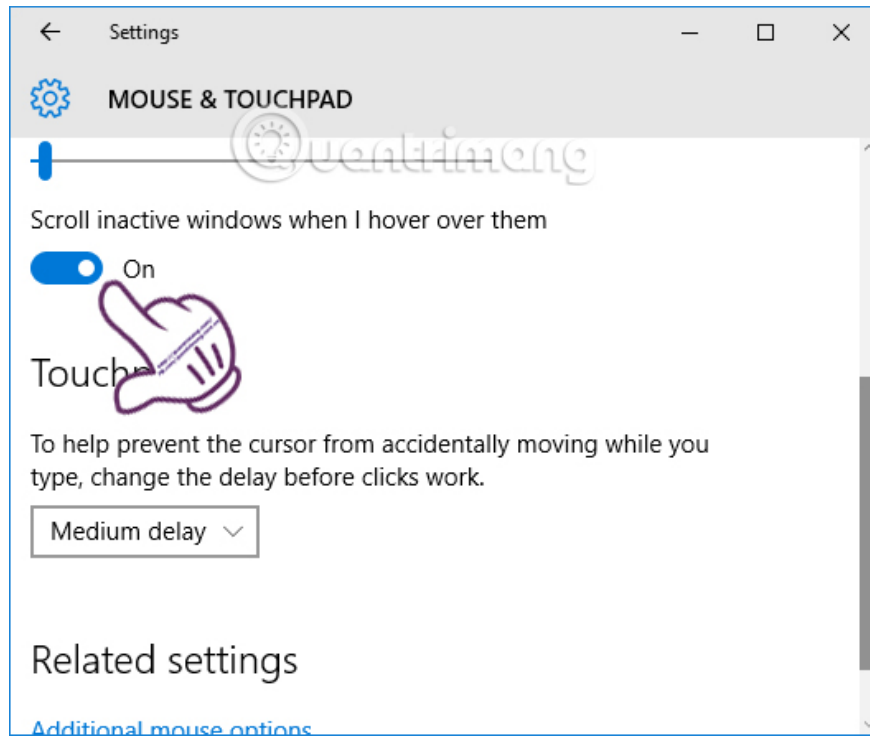 Settings
MOUSE & TOUCHPAD
Quantrimang
Scroll inactive windows when I hover over them
On
To help prevent the cursor from accidentally moving while you
type, change the delay before clicks work.
Medium delay
Related settings
Additional mouse options